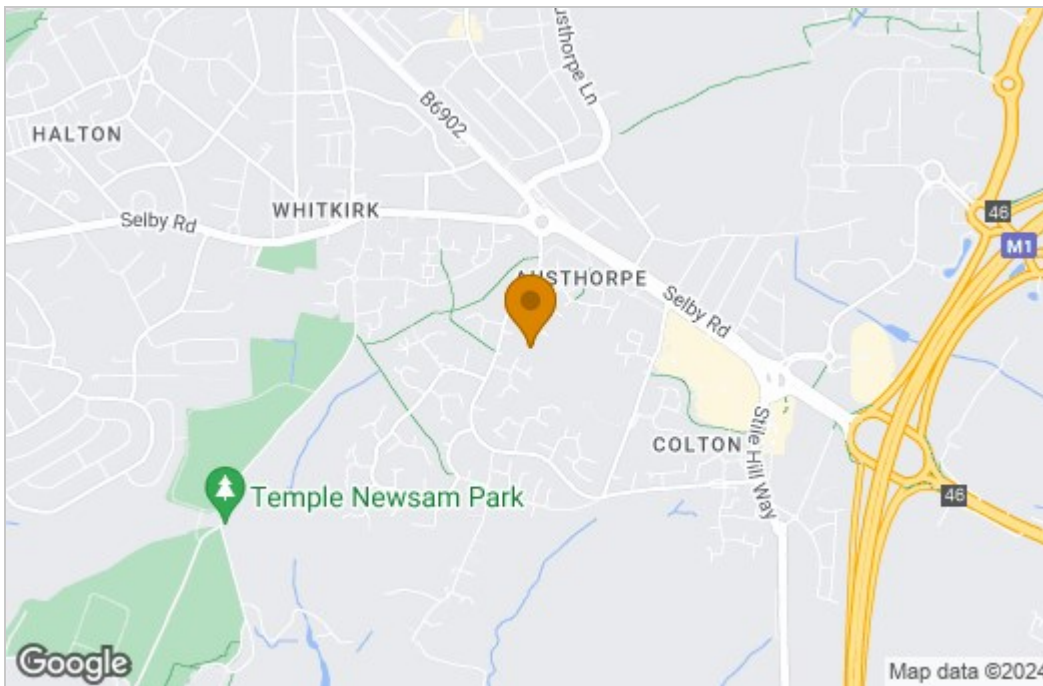 usthorpe Ln
B6902
HALTON
Selby Rd
WHITKIRK
46
M1
AUSTHORPE
Selby Rd
COLTON
Stile Hill Way
Temple Newsam Park
46
Google
Map data ©2024